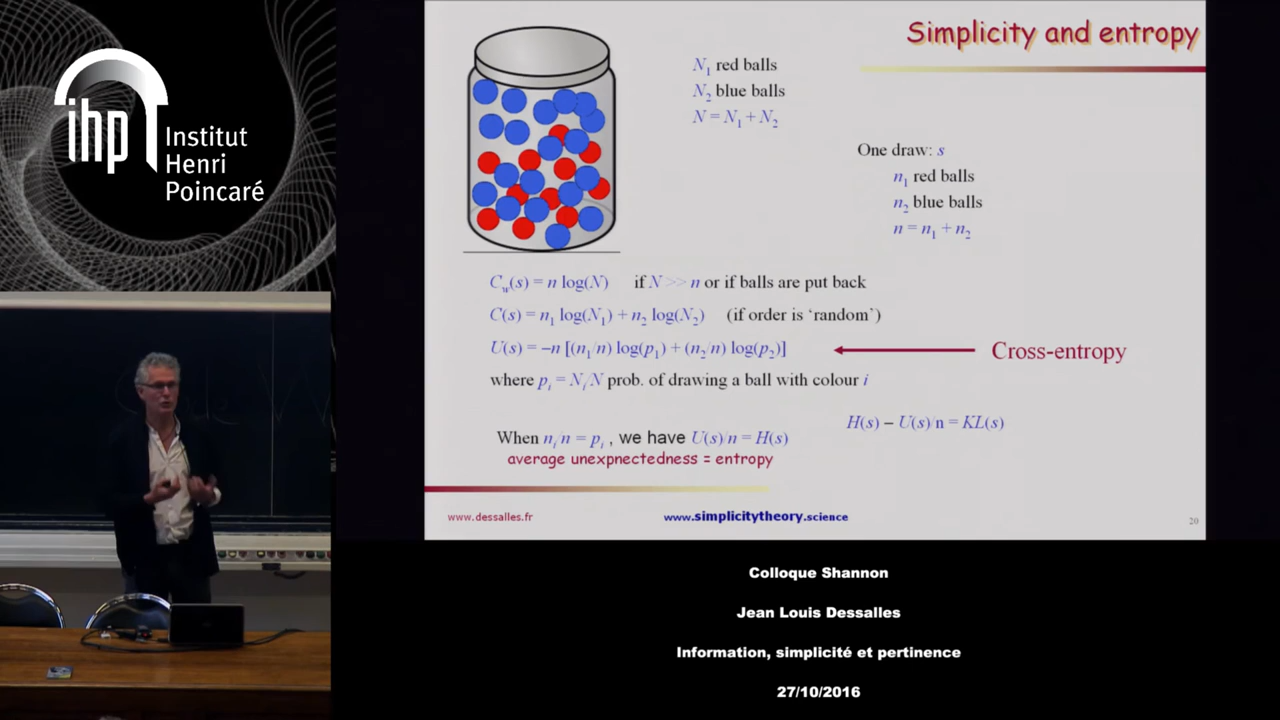 ihp
Institut
Henri
Poincaré
Simplicity and entropy
N₁ red balls
N₂ blue balls
N = N₁ + N₂
One draw: s
n₁ red balls
n₂ blue balls
n = n₁ + n₂
C_w(s) = n log(N) if N >> n or if balls are put back
C(s) = n₁ log(N₁) + n₂ log(N₂) (if order is ‘random’)
U(s) = –n [(n₁/n) log(p₁) + (n₂/n) log(p₂)]
Cross-entropy
where pᵢ = Nᵢ/N prob. of drawing a ball with colour i
When nᵢ/n = pᵢ , we have U(s)/n = H(s)
average unexpnectedness = entropy
H(s) – U(s)/n = KL(s)
www.dessalles.fr
www.simplicitytheory.science
20
Colloque Shannon
Jean Louis Dessalles
Information, simplicité et pertinence
27/10/2016